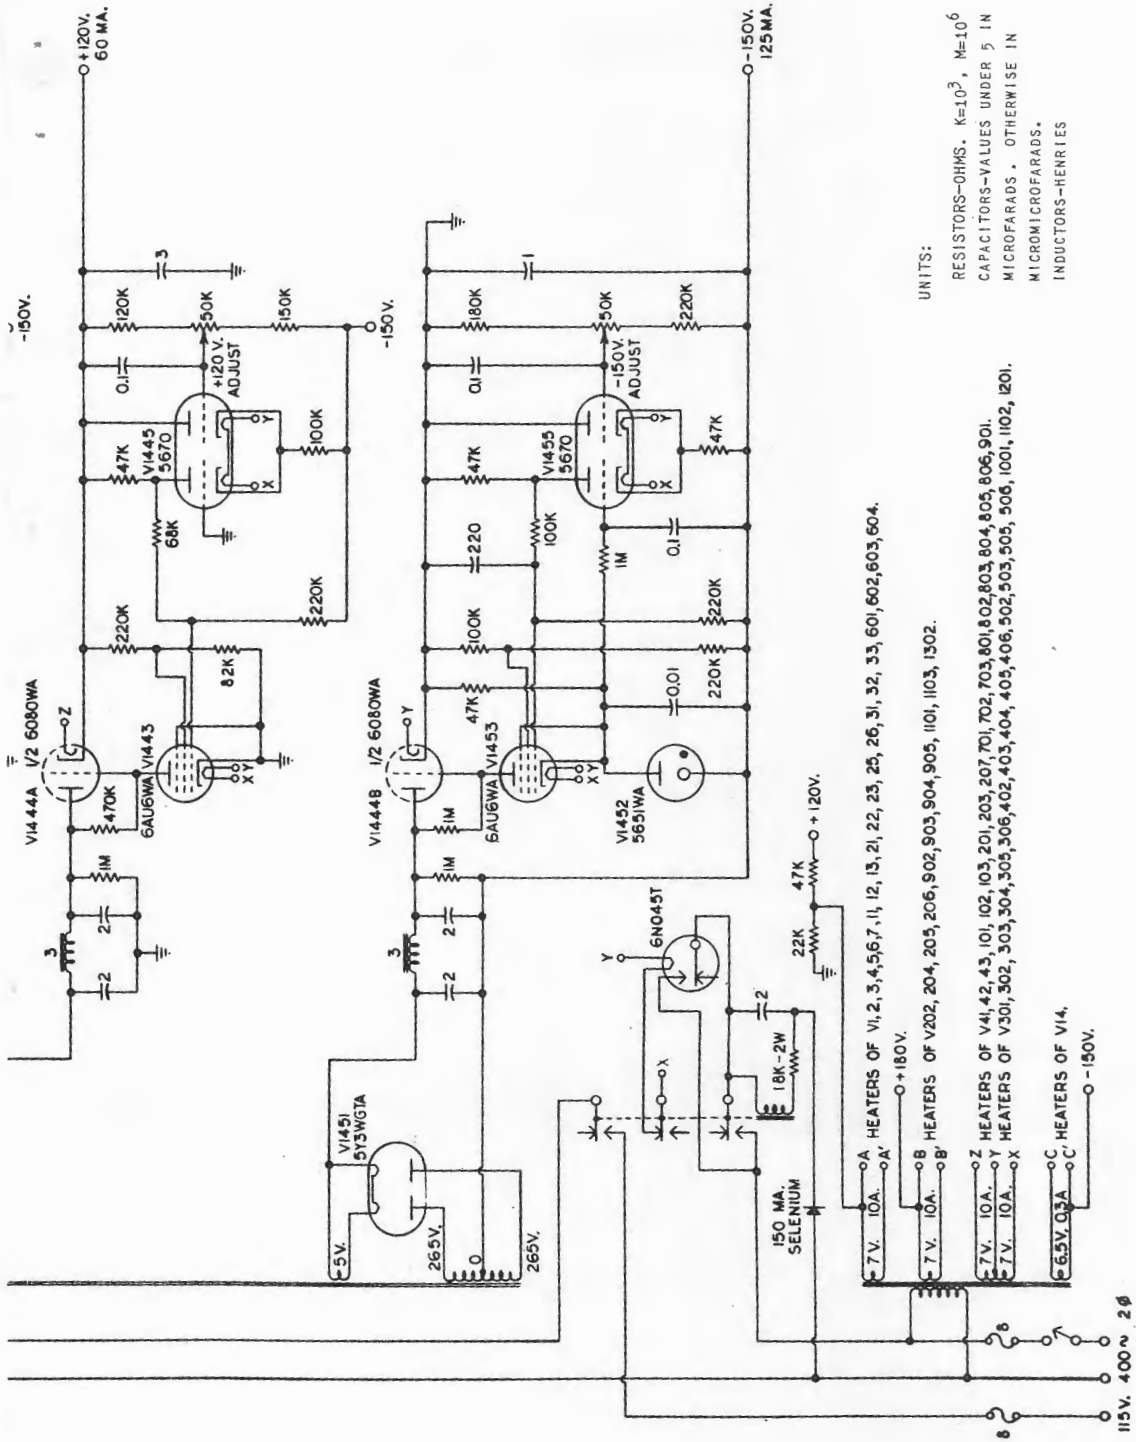 -150V.
+120V.
60 MA.
3
120K
50K
150K
-150V.
0.1
+120 V.
ADJUST
47K
V1445
5670
X
Y
100K
68K
220K
220K
82K
1/2 6080WA
Z
V1444A
470K
6AU6WA
V1443
X
Y
1M
3
2
2
-150V.
125MA.
1
180K
50K
220K
0.1
-150V.
ADJUST
47K
V1455
5670
X
Y
47K
220
100K
1M
0.1
100K
220K
220K
47K
0.01
1/2 6080WA
Y
V1444B
1M
6AU6WA
V1453
X
Y
V1452
5651WA
1M
3
2
2
V1451
5Y3WGTA
5V.
265V.
0
265V.
6N045T
Y
X
2
18K-2W
150 MA.
SELENIUM
22K
47K
+120V.
A
A' HEATERS OF V1, 2, 3, 4, 5, 6, 7, 11, 12, 13, 21, 22, 23, 25, 26, 31, 32, 33, 601, 602, 603, 604.
7 V. 10A.
+180V.
B
B' HEATERS OF V202, 204, 205, 206, 902, 903, 904, 905, 1101, 1103, 1302.
7 V. 10A.
Z HEATERS OF V41, 42, 43, 101, 102, 103, 201, 203, 207, 701, 702, 703, 801, 802, 803, 804, 805, 806, 901.
Y
X HEATERS OF V301, 302, 303, 304, 305, 306, 402, 403, 404, 405, 406, 502, 503, 505, 506, 1001, 1102, 1201.
7V. 10A.
7V. 10A.
C
C' HEATERS OF V14.
6.5V. 0.3A
-150V.
8
8
115V. 400~ 2ø
UNITS:
RESISTORS-OHMS. K=10³, M=10⁶
CAPACITORS-VALUES UNDER 5 IN
MICROFARADS. OTHERWISE IN
MICROMICROFARADS.
INDUCTORS-HENRIES